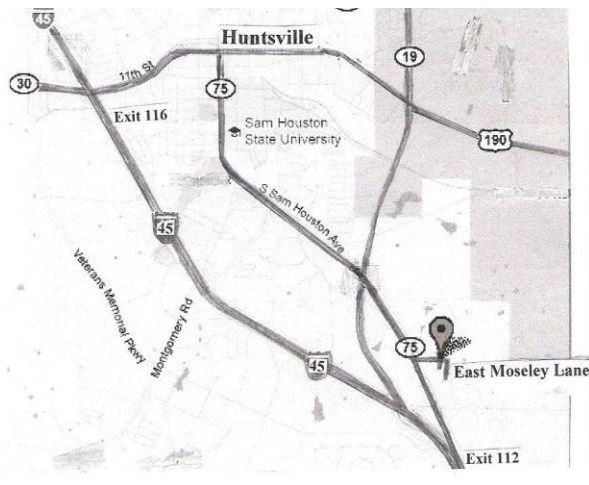 45
Huntsville
19
30
11th St
75
Exit 116
Sam Houston
State University
190
S Sam Houston Ave
45
Veterans Memorial Pkwy
Montgomery Rd
75
45
East Moseley Lane
Exit 112